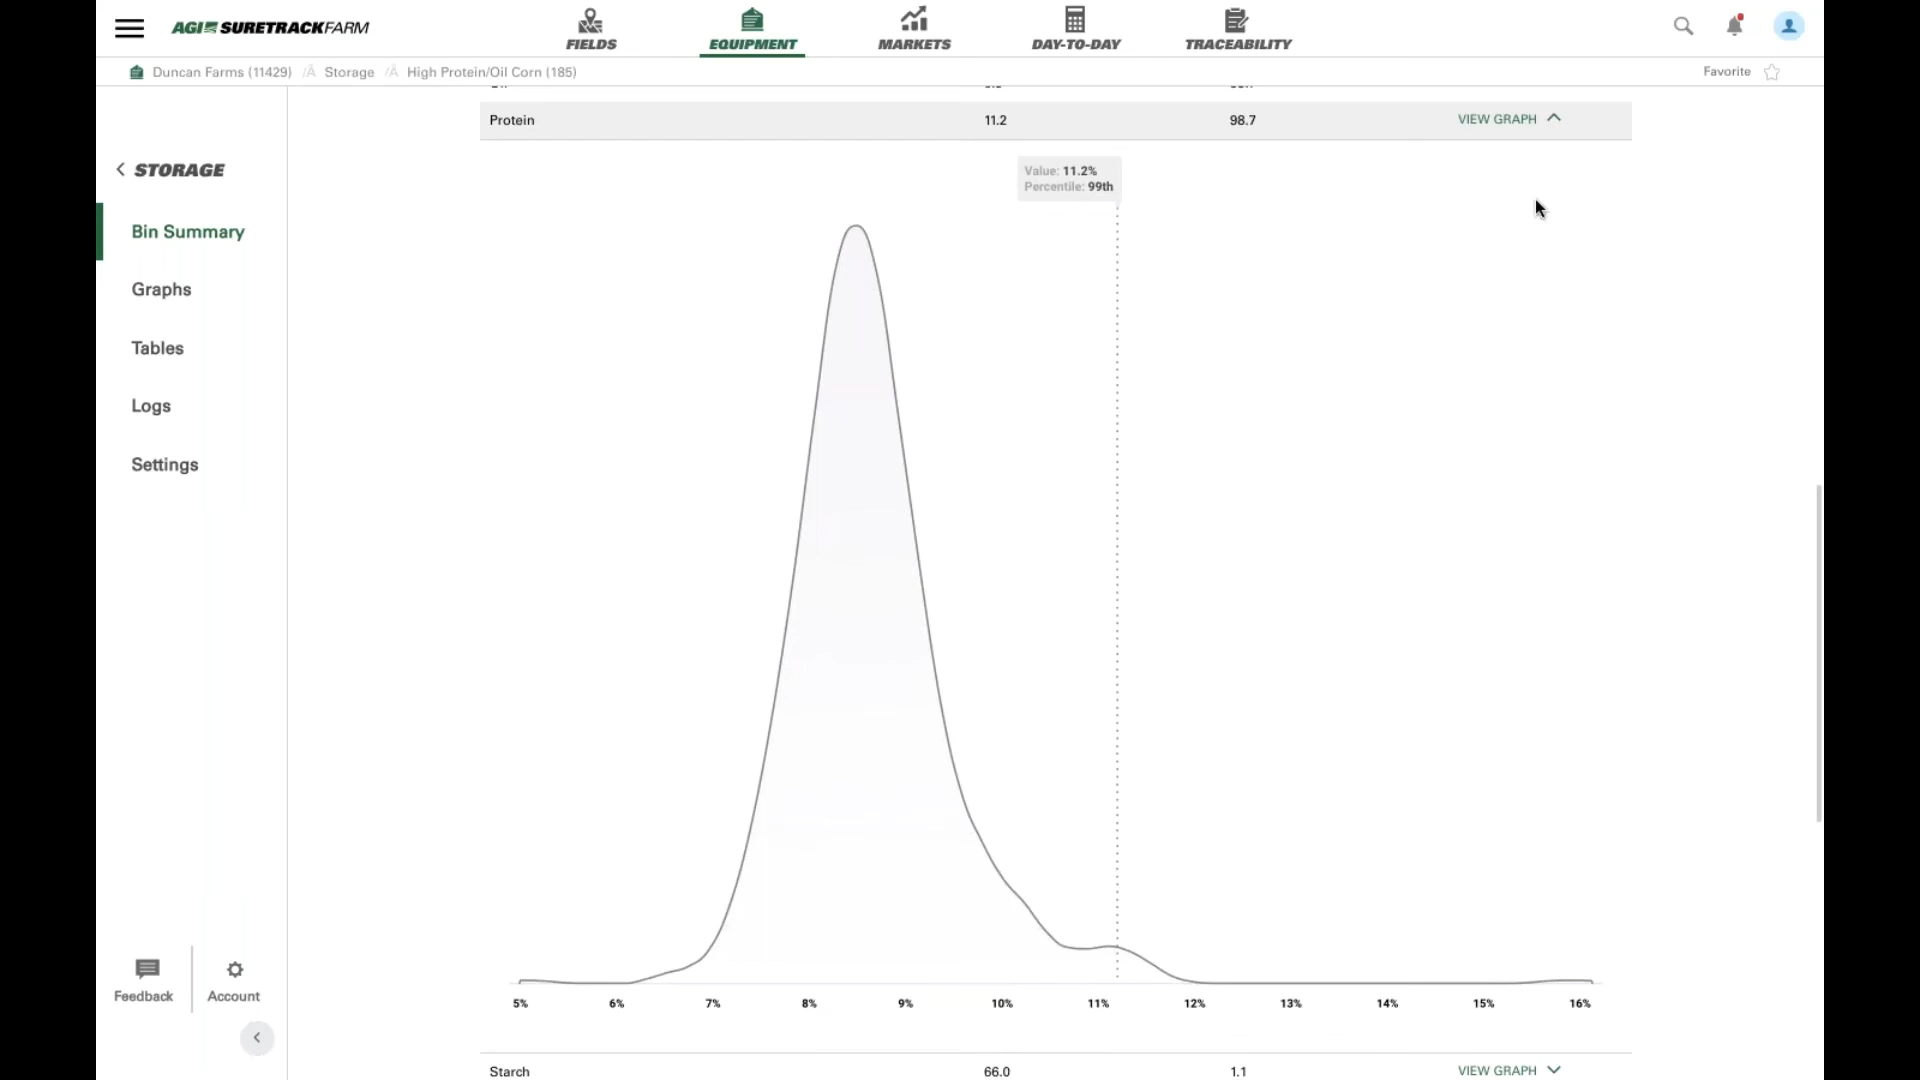 AGI SURETRACKFARM
FIELDS
EQUIPMENT
MARKETS
DAY-TO-DAY
TRACEABILITY
Duncan Farms (11429) /Â Storage /Â High Protein/Oil Corn (185)
Favorite
Protein 11.2 98.7 VIEW GRAPH
Value: 11.2%
Percentile: 99th
STORAGE
Bin Summary
Graphs
Tables
Logs
Settings
Feedback
Account
5% 6% 7% 8% 9% 10% 11% 12% 13% 14% 15% 16%
Starch 66.0 1.1 VIEW GRAPH